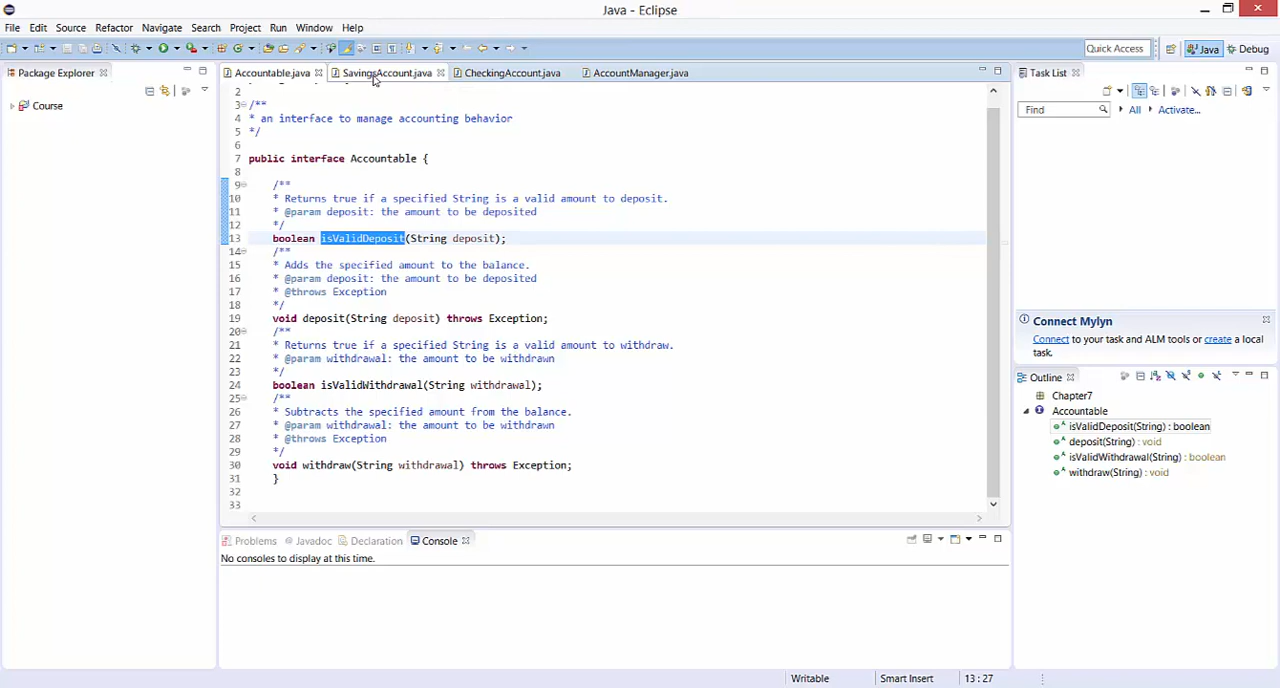 Java - Eclipse
File Edit Source Refactor Navigate Search Project Run Window Help
Quick Access Java Debug
Package Explorer
Course
Accountable.java SavingsAccount.java CheckingAccount.java AccountManager.java
2
3 /**
4 * an interface to manage accounting behavior
5 */
6
7 public interface Accountable {
8
9 /**
10 * Returns true if a specified String is a valid amount to deposit.
11 * @param deposit: the amount to be deposited
12 */
13 boolean isValidDeposit(String deposit);
14 /**
15 * Adds the specified amount to the balance.
16 * @param deposit: the amount to be deposited
17 * @throws Exception
18 */
19 void deposit(String deposit) throws Exception;
20 /**
21 * Returns true if a specified String is a valid amount to withdraw.
22 * @param withdrawal: the amount to be withdrawn
23 */
24 boolean isValidWithdrawal(String withdrawal);
25 /**
26 * Subtracts the specified amount from the balance.
27 * @param withdrawal: the amount to be withdrawn
28 * @throws Exception
29 */
30 void withdraw(String withdrawal) throws Exception;
31 }
32
33
Problems Javadoc Declaration Console
No consoles to display at this time.
Task List
Find All Activate...
Connect Mylyn
Connect to your task and ALM tools or create a local
task.
Outline
Chapter7
Accountable
isValidDeposit(String) : boolean
deposit(String) : void
isValidWithdrawal(String) : boolean
withdraw(String) : void
Writable Smart Insert 13 : 27